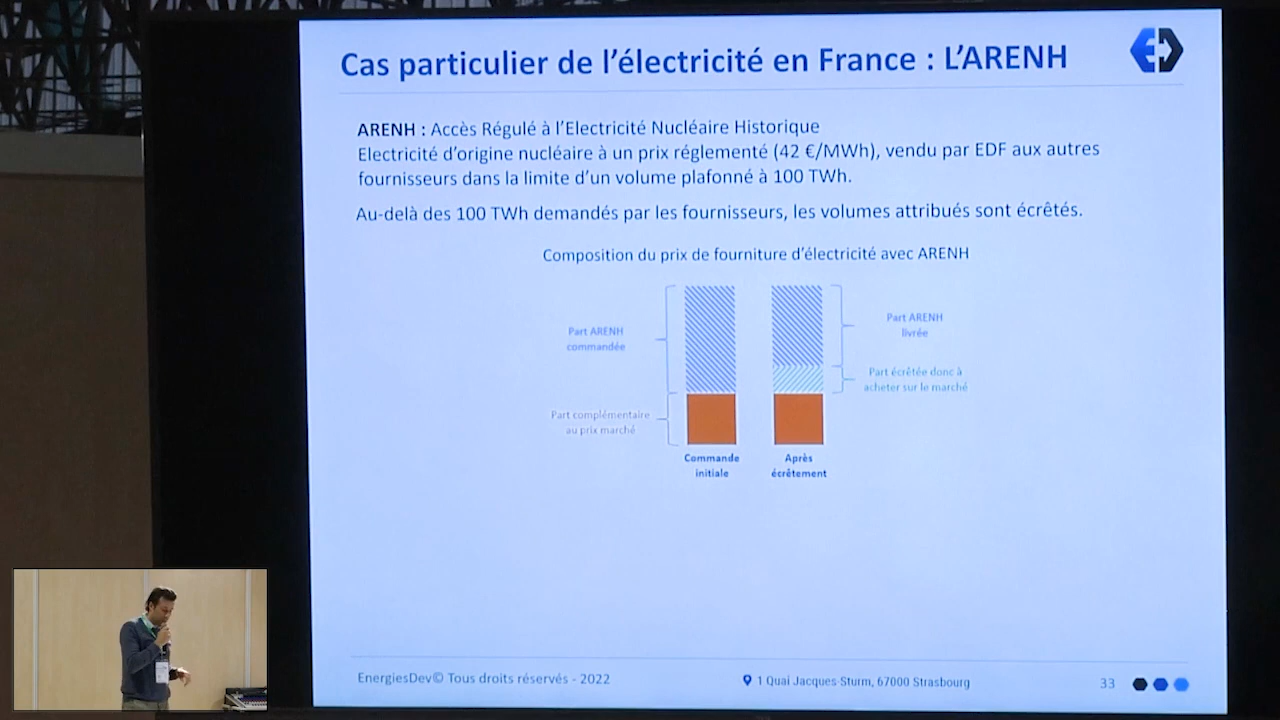 Cas particulier de l'électricité en France : L'ARENH
ARENH : Accès Régulé à l'Electricité Nucléaire Historique
Electricité d'origine nucléaire à un prix réglementé (42 €/MWh), vendu par EDF aux autres
fournisseurs dans la limite d'un volume plafonné à 100 TWh.
Au-delà des 100 TWh demandés par les fournisseurs, les volumes attribués sont écrêtés.
Composition du prix de fourniture d'électricité avec ARENH
Part ARENH
commandée
Part complémentaire
au prix marché
Part ARENH
livrée
Part écrêtée donc à
acheter sur le marché
Commande
initiale
Après
écrêtement
EnergiesDev© Tous droits réservés - 2022
1 Quai Jacques-Sturm, 67000 Strasbourg
33